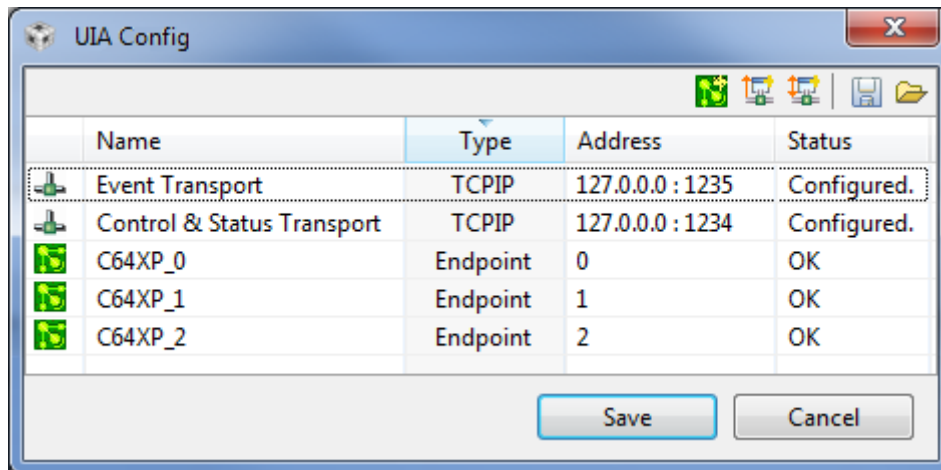 UIA Config
Name Type Address Status
Event Transport TCPIP 127.0.0.0 : 1235 Configured.
Control & Status Transport TCPIP 127.0.0.0 : 1234 Configured.
C64XP_0 Endpoint 0 OK
C64XP_1 Endpoint 1 OK
C64XP_2 Endpoint 2 OK
Save Cancel